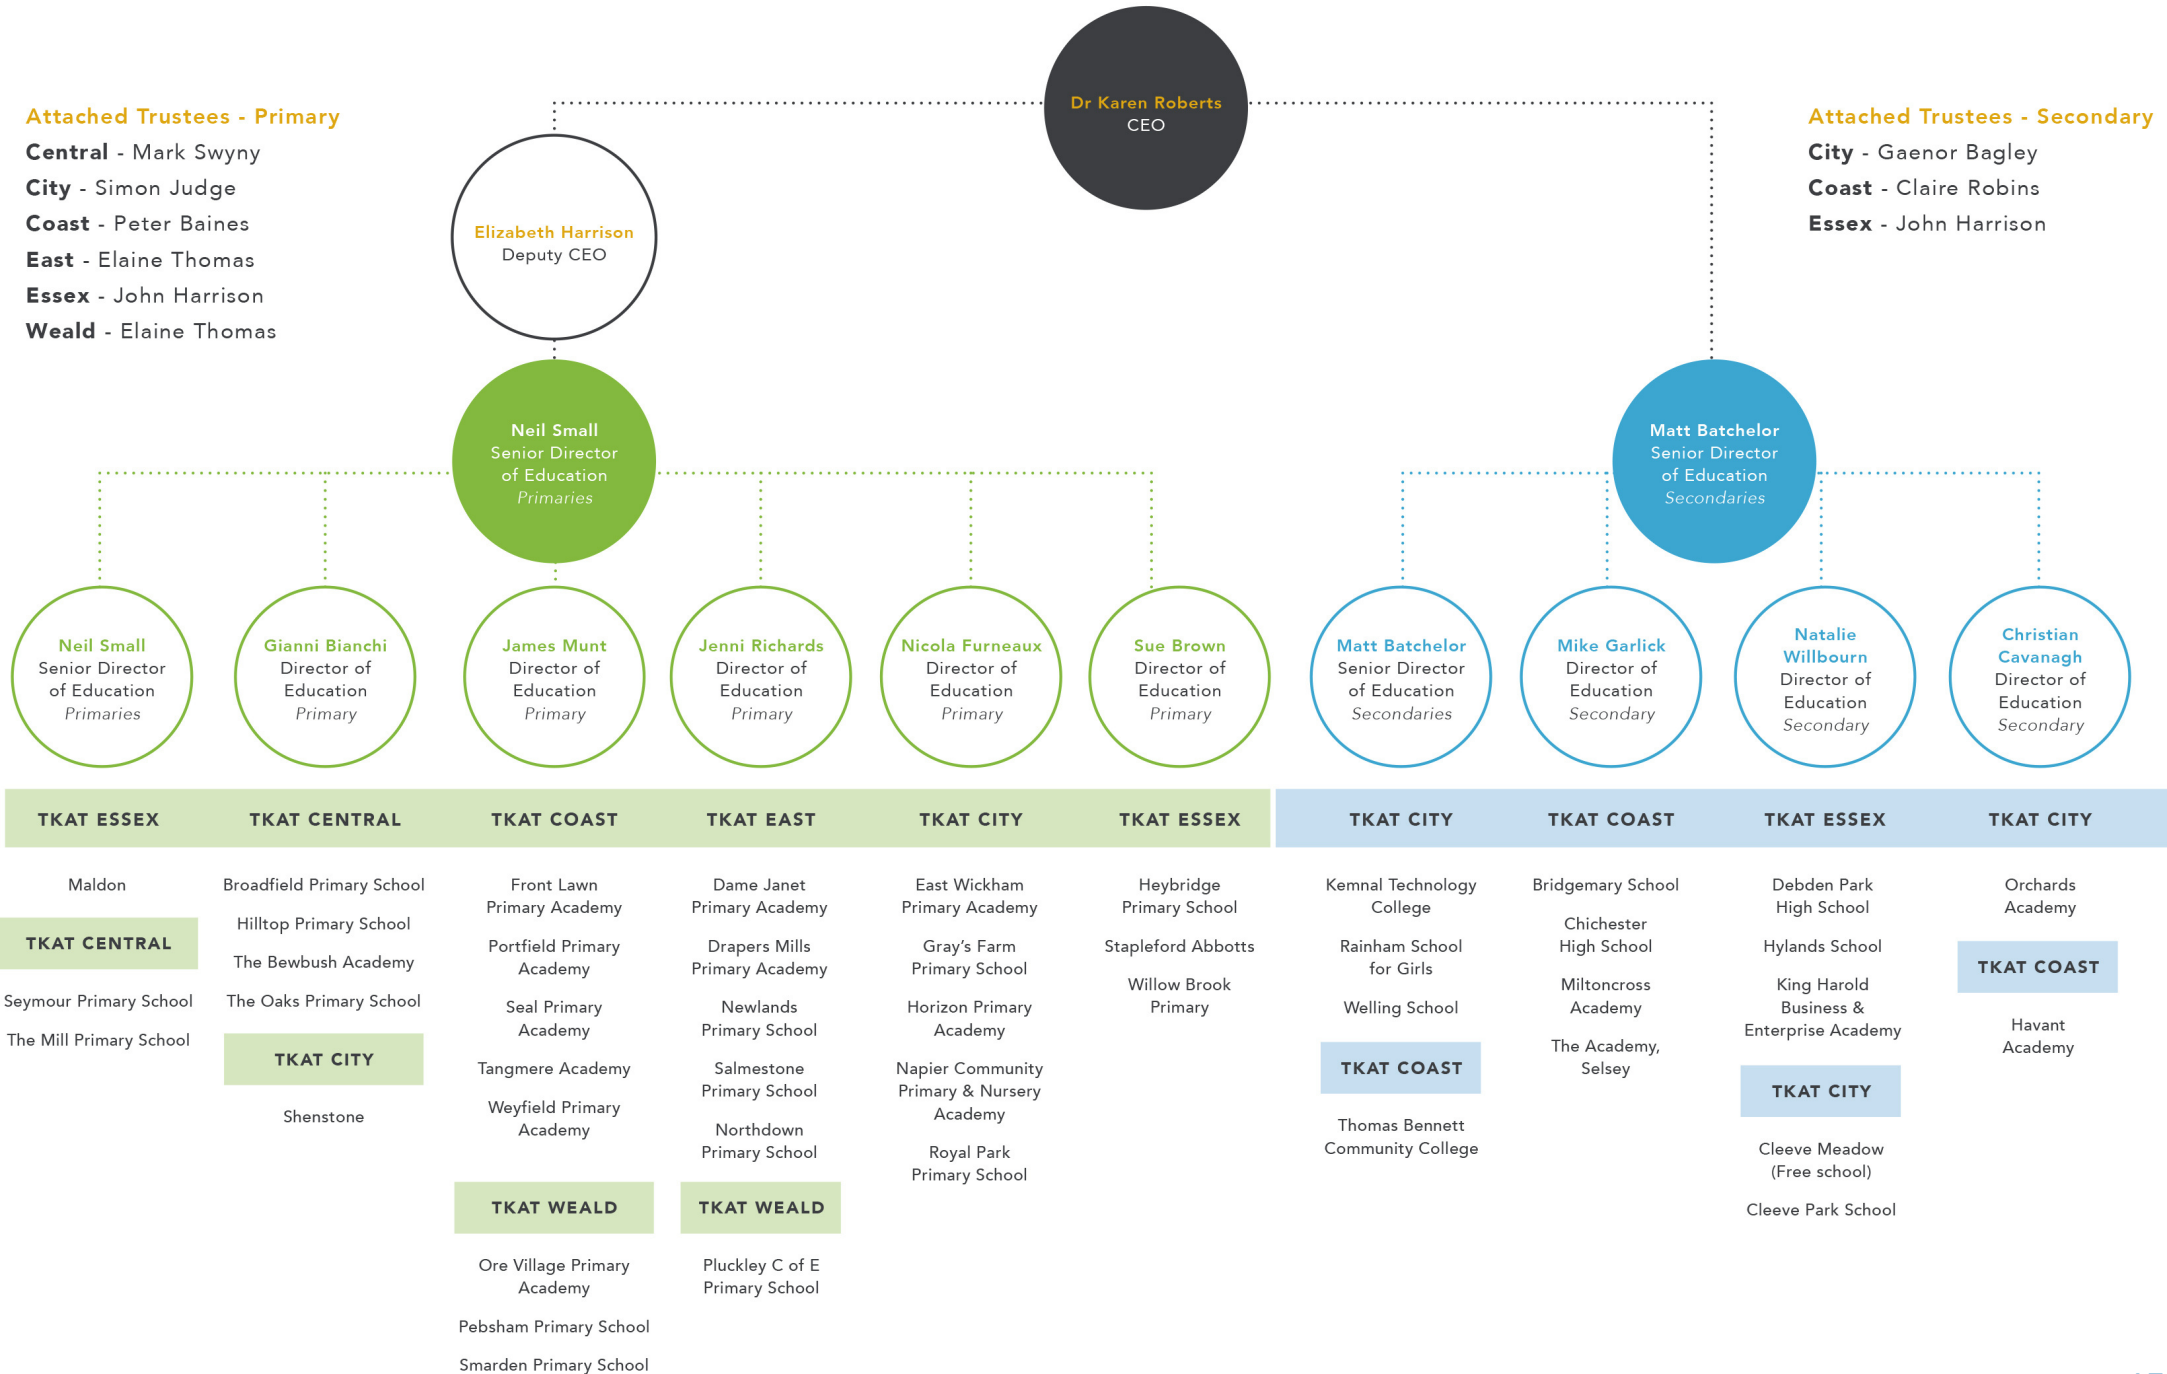 Dr Karen Roberts
CEO
Attached Trustees - Primary
Central - Mark Swyny
City - Simon Judge
Coast - Peter Baines
East - Elaine Thomas
Essex - John Harrison
Weald - Elaine Thomas
Attached Trustees - Secondary
City - Gaenor Bagley
Coast - Claire Robins
Essex - John Harrison
Elizabeth Harrison
Deputy CEO
Neil Small
Senior Director
of Education
Primaries
Matt Batchelor
Senior Director
of Education
Secondaries
Neil Small
Senior Director
of Education
Primaries
Gianni Bianchi
Director of
Education
Primary
James Munt
Director of
Education
Primary
Jenni Richards
Director of
Education
Primary
Nicola Furneaux
Director of
Education
Primary
Sue Brown
Director of
Education
Primary
Matt Batchelor
Senior Director
of Education
Secondaries
Mike Garlick
Director of
Education
Secondary
Natalie
Willbourn
Director of
Education
Secondary
Christian
Cavanagh
Director of
Education
Secondary
TKAT ESSEX
Maldon
TKAT CENTRAL
Seymour Primary School
The Mill Primary School
TKAT CENTRAL
Broadfield Primary School
Hilltop Primary School
The Bewbush Academy
The Oaks Primary School
TKAT CITY
Shenstone
TKAT COAST
Front Lawn
Primary Academy
Portfield Primary
Academy
Seal Primary
Academy
Tangmere Academy
Weyfield Primary
Academy
TKAT WEALD
Ore Village Primary
Academy
Pebsham Primary School
Smarden Primary School
TKAT EAST
Dame Janet
Primary Academy
Drapers Mills
Primary Academy
Newlands
Primary School
Salmestone
Primary School
Northdown
Primary School
TKAT WEALD
Pluckley C of E
Primary School
TKAT CITY
East Wickham
Primary Academy
Gray's Farm
Primary School
Horizon Primary
Academy
Napier Community
Primary & Nursery
Academy
Royal Park
Primary School
TKAT ESSEX
Heybridge
Primary School
Stapleford Abbotts
Willow Brook
Primary
TKAT CITY
Kemnal Technology
College
Rainham School
for Girls
Welling School
TKAT COAST
Thomas Bennett
Community College
TKAT COAST
Bridgemary School
Chichester
High School
Miltoncross
Academy
The Academy,
Selsey
TKAT ESSEX
Debden Park
High School
Hylands School
King Harold
Business &
Enterprise Academy
TKAT CITY
Cleeve Meadow
(Free school)
Cleeve Park School
TKAT CITY
Orchards
Academy
TKAT COAST
Havant
Academy